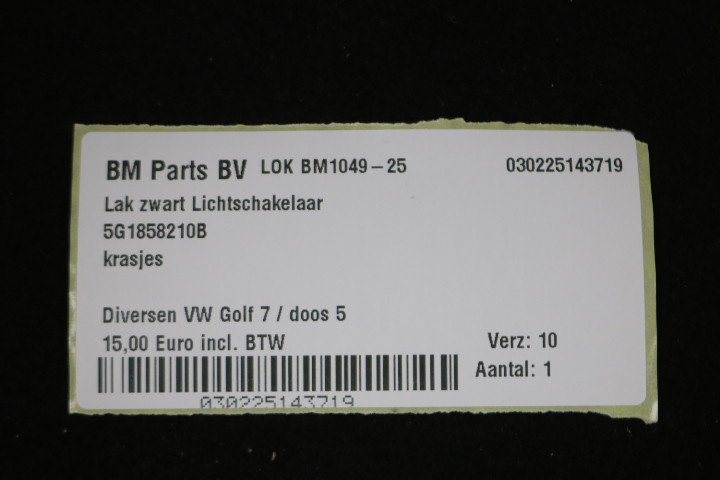 BM Parts BV LOK BM1049-25 030225143719
Lak zwart Lichtschakelaar
5G1858210B
krasjes
Diversen VW Golf 7 / doos 5
15,00 Euro incl. BTW Verz: 10
Aantal: 1
030225143719